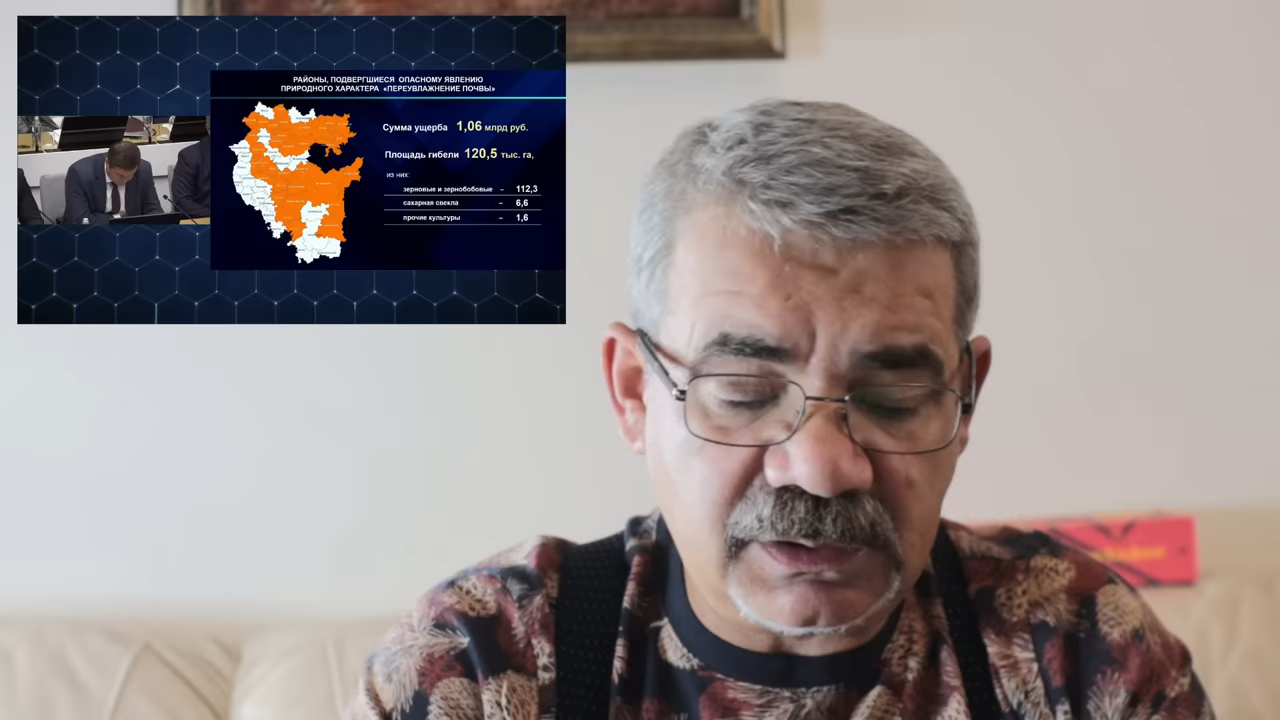 РАЙОНЫ, ПОДВЕРГШИЕСЯ ОПАСНОМУ ЯВЛЕНИЮ
ПРИРОДНОГО ХАРАКТЕРА «ПЕРЕУВЛАЖНЕНИЕ ПОЧВЫ»
Сумма ущерба 1,06 млрд руб.
Площадь гибели 120,5 тыс. га,
из них:
зерновые и зернобобовые – 112,3
сахарная свекла – 6,6
прочие культуры – 1,6